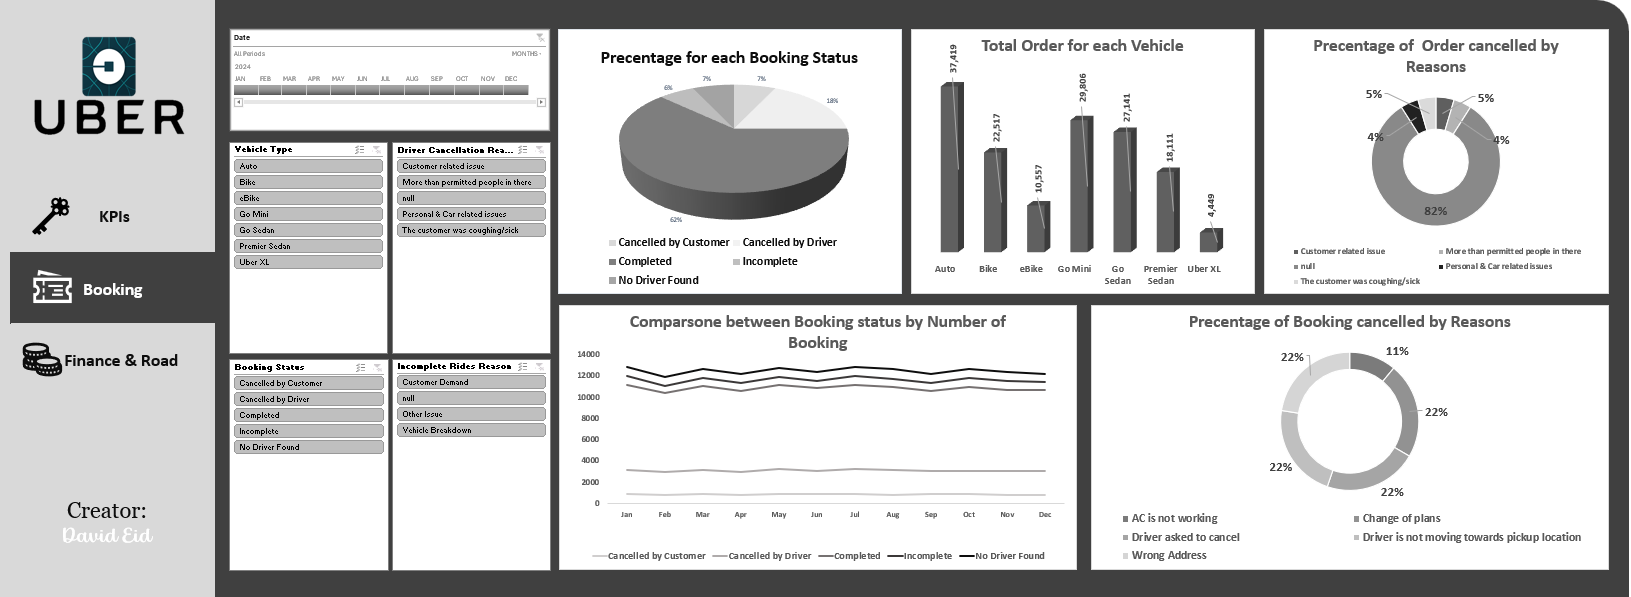 UBER
KPIs
Booking
Finance & Road
Creator:
David Eid
Date
All Periods
MONTHS
2024
JAN FEB MAR APR MAY JUN JUL AUG SEP OCT NOV DEC
Vehicle Type
Auto
Bike
eBike
Go Mini
Go Sedan
Premier Sedan
Uber XL
Driver Cancellation Rea...
Customer related issue
More than permitted people in there
null
Personal & Car related issues
The customer was coughing/sick
Booking Status
Cancelled by Customer
Cancelled by Driver
Completed
Incomplete
No Driver Found
Incomplete Rides Reason
Customer Demand
null
Other Issue
Vehicle Breakdown
Precentage for each Booking Status
7%
7%
6%
18%
62%
Cancelled by Customer Cancelled by Driver
Completed Incomplete
No Driver Found
Total Order for each Vehicle
37,419
22,517
10,557
29,806
27,141
18,111
4,449
Auto Bike eBike Go Mini Go Sedan Premier Sedan Uber XL
Precentage of Order cancelled by
Reasons
5%
5%
4%
4%
82%
Customer related issue More than permitted people in there
null Personal & Car related issues
The customer was coughing/sick
Comparsone between Booking status by Number of
Booking
14000
12000
10000
8000
6000
4000
2000
0
Jan Feb Mar Apr May Jun Jul Aug Sep Oct Nov Dec
Cancelled by Customer Cancelled by Driver Completed Incomplete No Driver Found
Precentage of Booking cancelled by Reasons
22%
11%
22%
22%
22%
AC is not working Change of plans
Driver asked to cancel Driver is not moving towards pickup location
Wrong Address